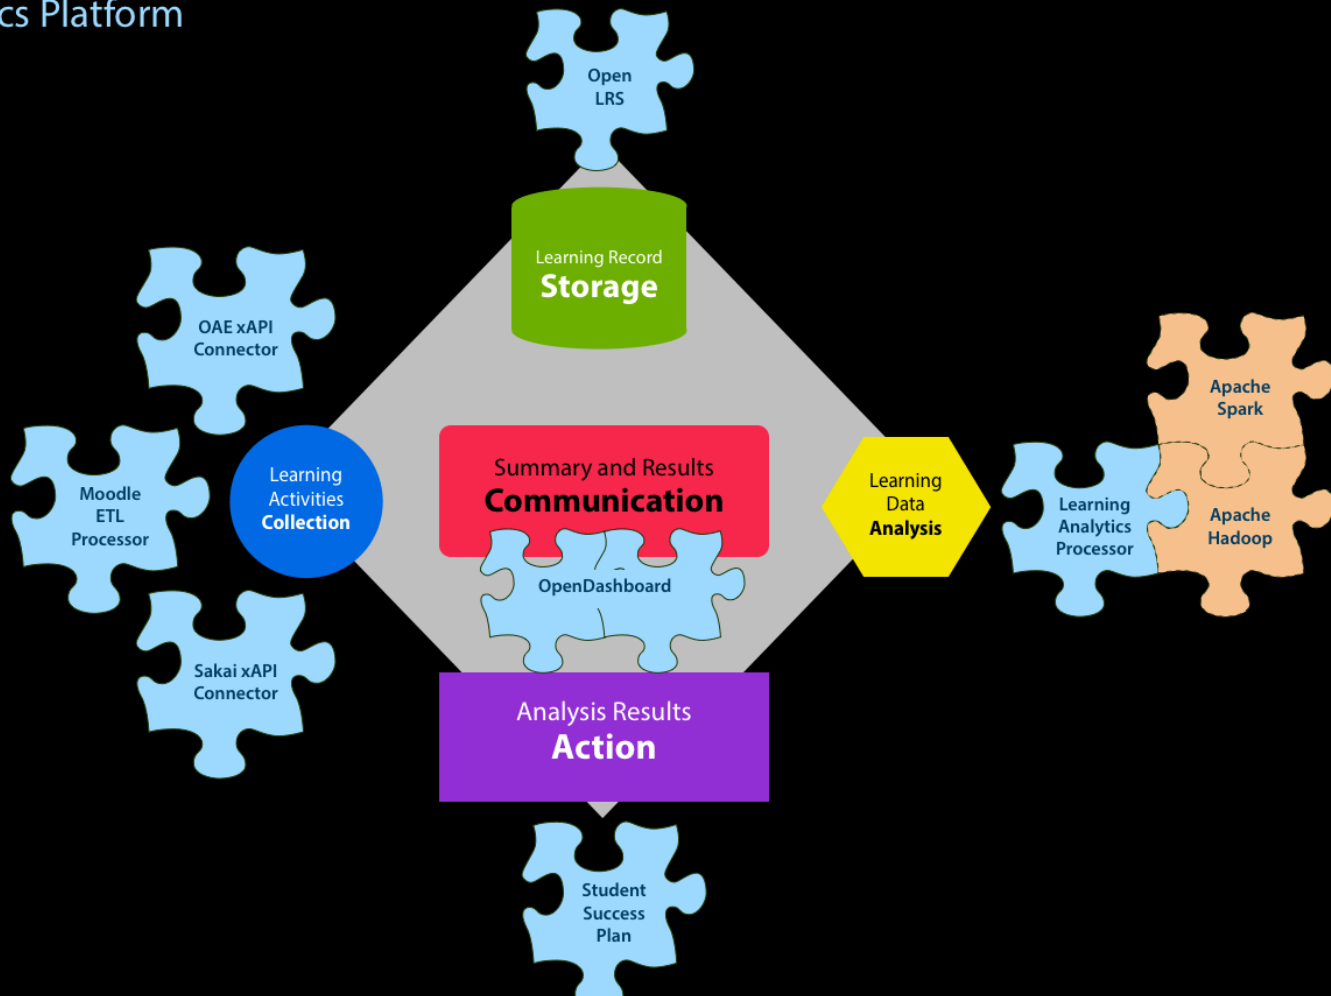 cs Platform
Open
LRS
Learning Record
Storage
OAE xAPI
Connector
Apache
Spark
Learning
Activities
Collection
Summary and Results
Communication
Learning
Data
Analysis
Moodle
ETL
Processor
Learning
Analytics
Processor
Apache
Hadoop
OpenDashboard
Sakai xAPI
Connector
Analysis Results
Action
Student
Success
Plan